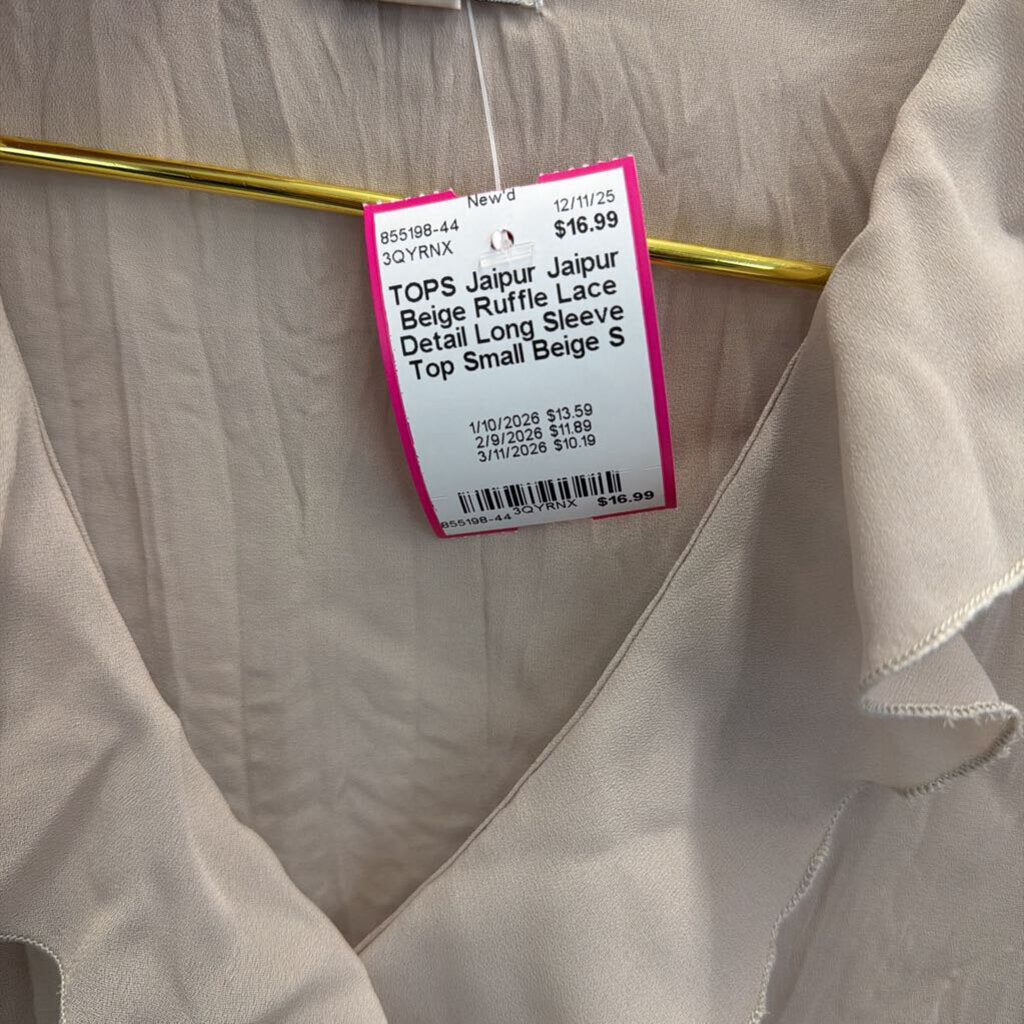 New'd
855198-44 12/11/25
3QYRNX $16.99
TOPS Jaipur Jaipur
Beige Ruffle Lace
Detail Long Sleeve
Top Small Beige S
1/10/2026 $13.59
2/9/2026 $11.89
3/11/2026 $10.19
855198-44 3QYRNX $16.99